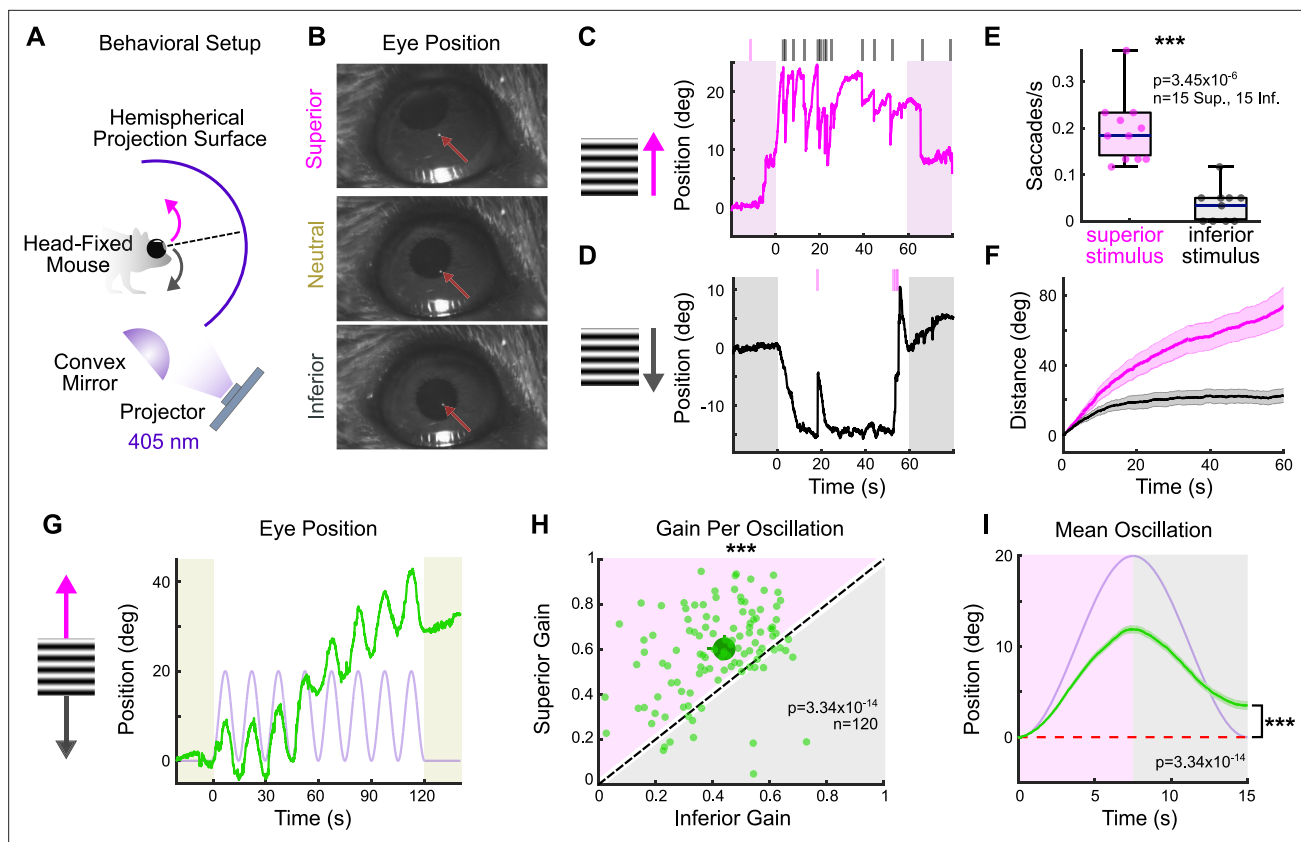 A
Behavioral Setup
Hemispherical
Projection Surface
Head-Fixed
Mouse
Convex
Mirror
Projector
405 nm
B
Eye Position
Superior
Neutral
Inferior
C
Position (deg)
20
10
0
0
20
40
60
80
D
Position (deg)
10
0
-10
0
20
40
60
80
Time (s)
E
***
Saccades/s
0.3
0.2
0.1
0
p=3.45x10-6
n=15 Sup., 15 Inf.
superior
stimulus
inferior
stimulus
F
Distance (deg)
80
40
0
0
20
40
60
Time (s)
G
Eye Position
Position (deg)
40
20
0
0
30
60
90
120
Time (s)
H
Gain Per Oscillation
***
Superior Gain
1
0.8
0.6
0.4
0.2
0
0
0.2
0.4
0.6
0.8
1
p=3.34x10-14
n=120
Inferior Gain
I
Mean Oscillation
Position (deg)
20
10
0
***
p=3.34x10-14
0
5
10
15
Time (s)